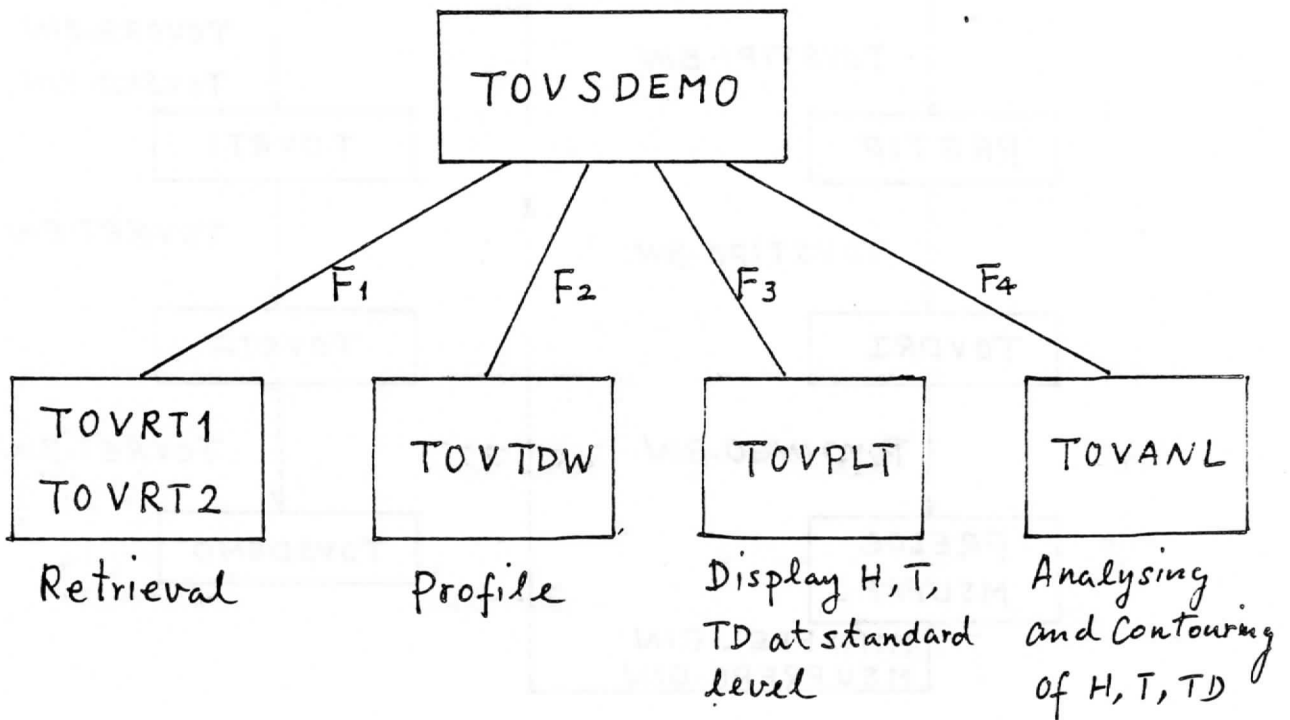 TOVSDEMO
F1
F2
F3
F4
TOVRT1
TOVRT2
TOVTDW
TOVPLT
TOVANL
Retrieval
Profile
Display H, T,
TD at standard
level
Analysing
and Contouring
of H, T, TD